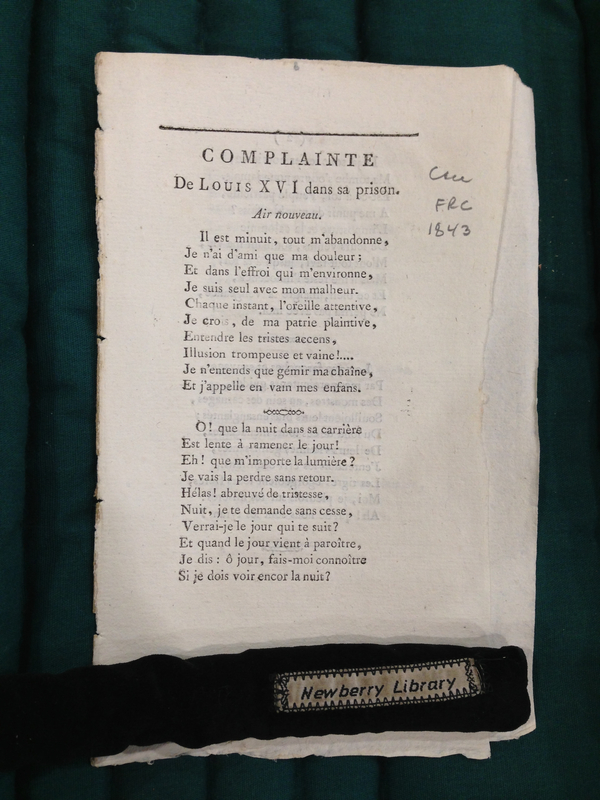 COMPLAINTE
De LOUIS XVI dans sa prison.
Air nouveau.
Il est minuit, tout m'abandonne,
Je n'ai d'ami que ma douleur;
Et dans l'effroi qui m'environne,
Je suis seul avec mon malheur.
Chaque instant, l'oreille attentive,
Je crois, de ma patrie plaintive,
Entendre les tristes accens,
Illusion trompeuse et vaine!....
Je n'entends que gémir ma chaîne,
Et j'appelle en vain mes enfans.
O! que la nuit dans sa carrière
Est lente à ramener le jour!
Eh! que m'importe la lumière?
Je vais la perdre sans retour.
Hélas! abreuvé de tristesse,
Nuit, je te demande sans cesse,
Verrai-je le jour qui te suit?
Et quand le jour vient à paroître,
Je dis: ô jour, fais-moi connoître
Si je dois voir encor la nuit?
Case
FRC
1843
Newberry Library